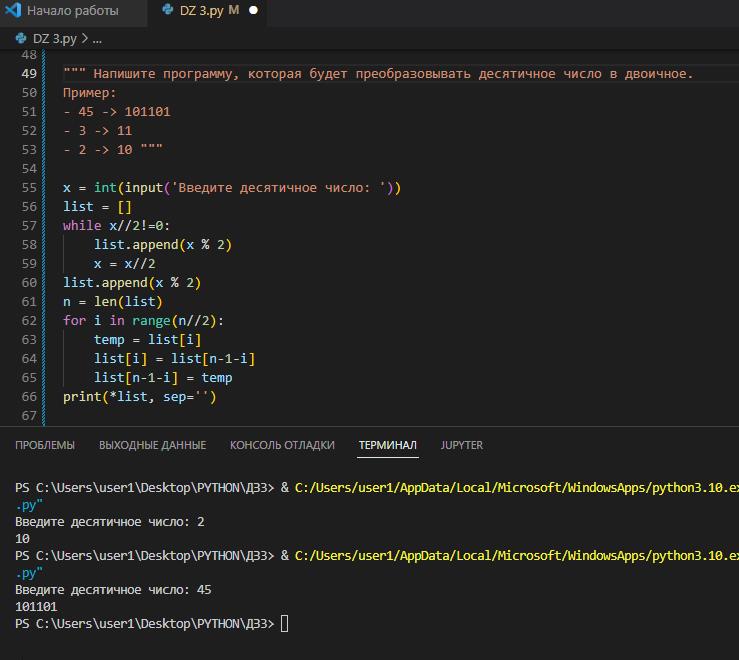 Начало работы DZ 3.py M
DZ 3.py > ...
48
49 """ Напишите программу, которая будет преобразовывать десятичное число в двоичное.
50 Пример:
51 - 45 -> 101101
52 - 3 -> 11
53 - 2 -> 10 """
54
55 x = int(input('Введите десятичное число: '))
56 list = []
57 while x//2!=0:
58     list.append(x % 2)
59     x = x//2
60 list.append(x % 2)
61 n = len(list)
62 for i in range(n//2):
63     temp = list[i]
64     list[i] = list[n-1-i]
65     list[n-1-i] = temp
66 print(*list, sep='')
67
ПРОБЛЕМЫ ВЫХОДНЫЕ ДАННЫЕ КОНСОЛЬ ОТЛАДКИ ТЕРМИНАЛ JUPYTER
PS C:\Users\user1\Desktop\PYTHON\ДЗ3> & C:/Users/user1/AppData/Local/Microsoft/WindowsApps/python3.10.ex
.py"
Введите десятичное число: 2
10
PS C:\Users\user1\Desktop\PYTHON\ДЗ3> & C:/Users/user1/AppData/Local/Microsoft/WindowsApps/python3.10.ex
.py"
Введите десятичное число: 45
101101
PS C:\Users\user1\Desktop\PYTHON\ДЗ3>